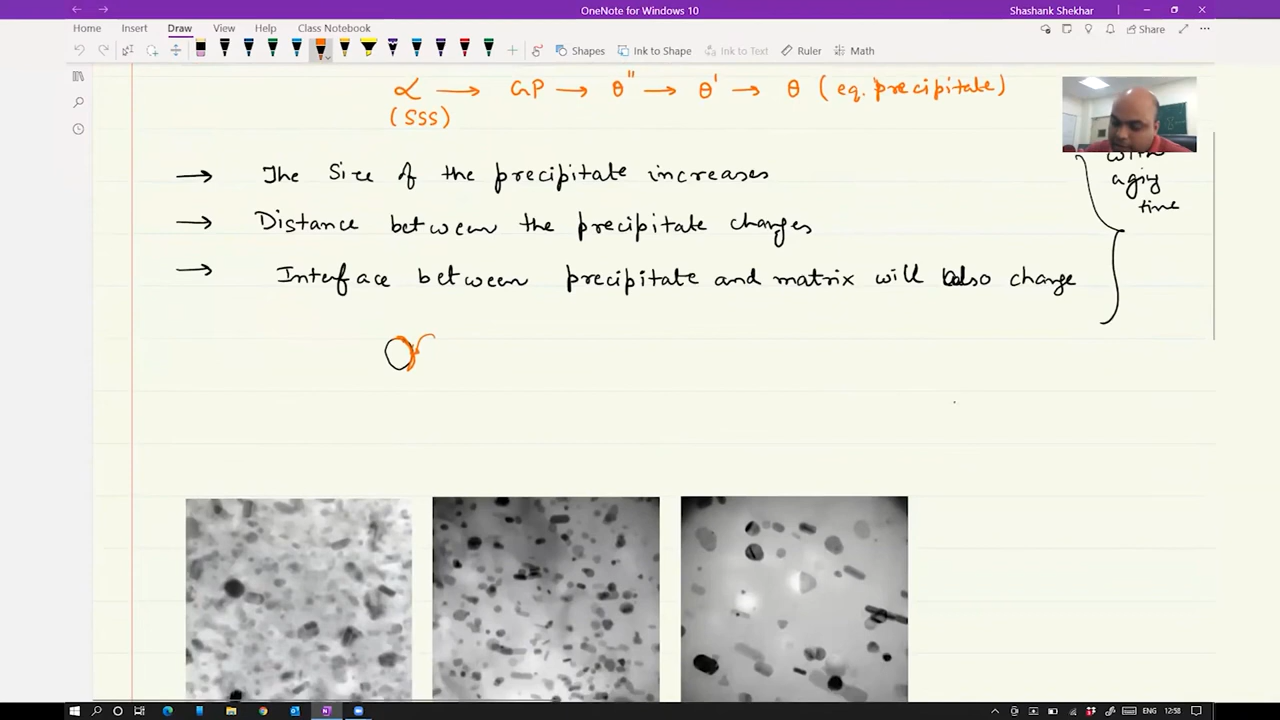 OneNote for Windows 10
Shashank Shekhar
Home Insert Draw View Help Class Notebook
Share
Shapes Ink to Shape Ink to Text Ruler Math
α → GP → θ" → θ' → θ (eq. precipitate)
(SSS)
→ The Size of the precipitate increases
→ Distance between the precipitate changes
→ Interface between precipitate and matrix will also change
with
aging
time
ENG 12:58